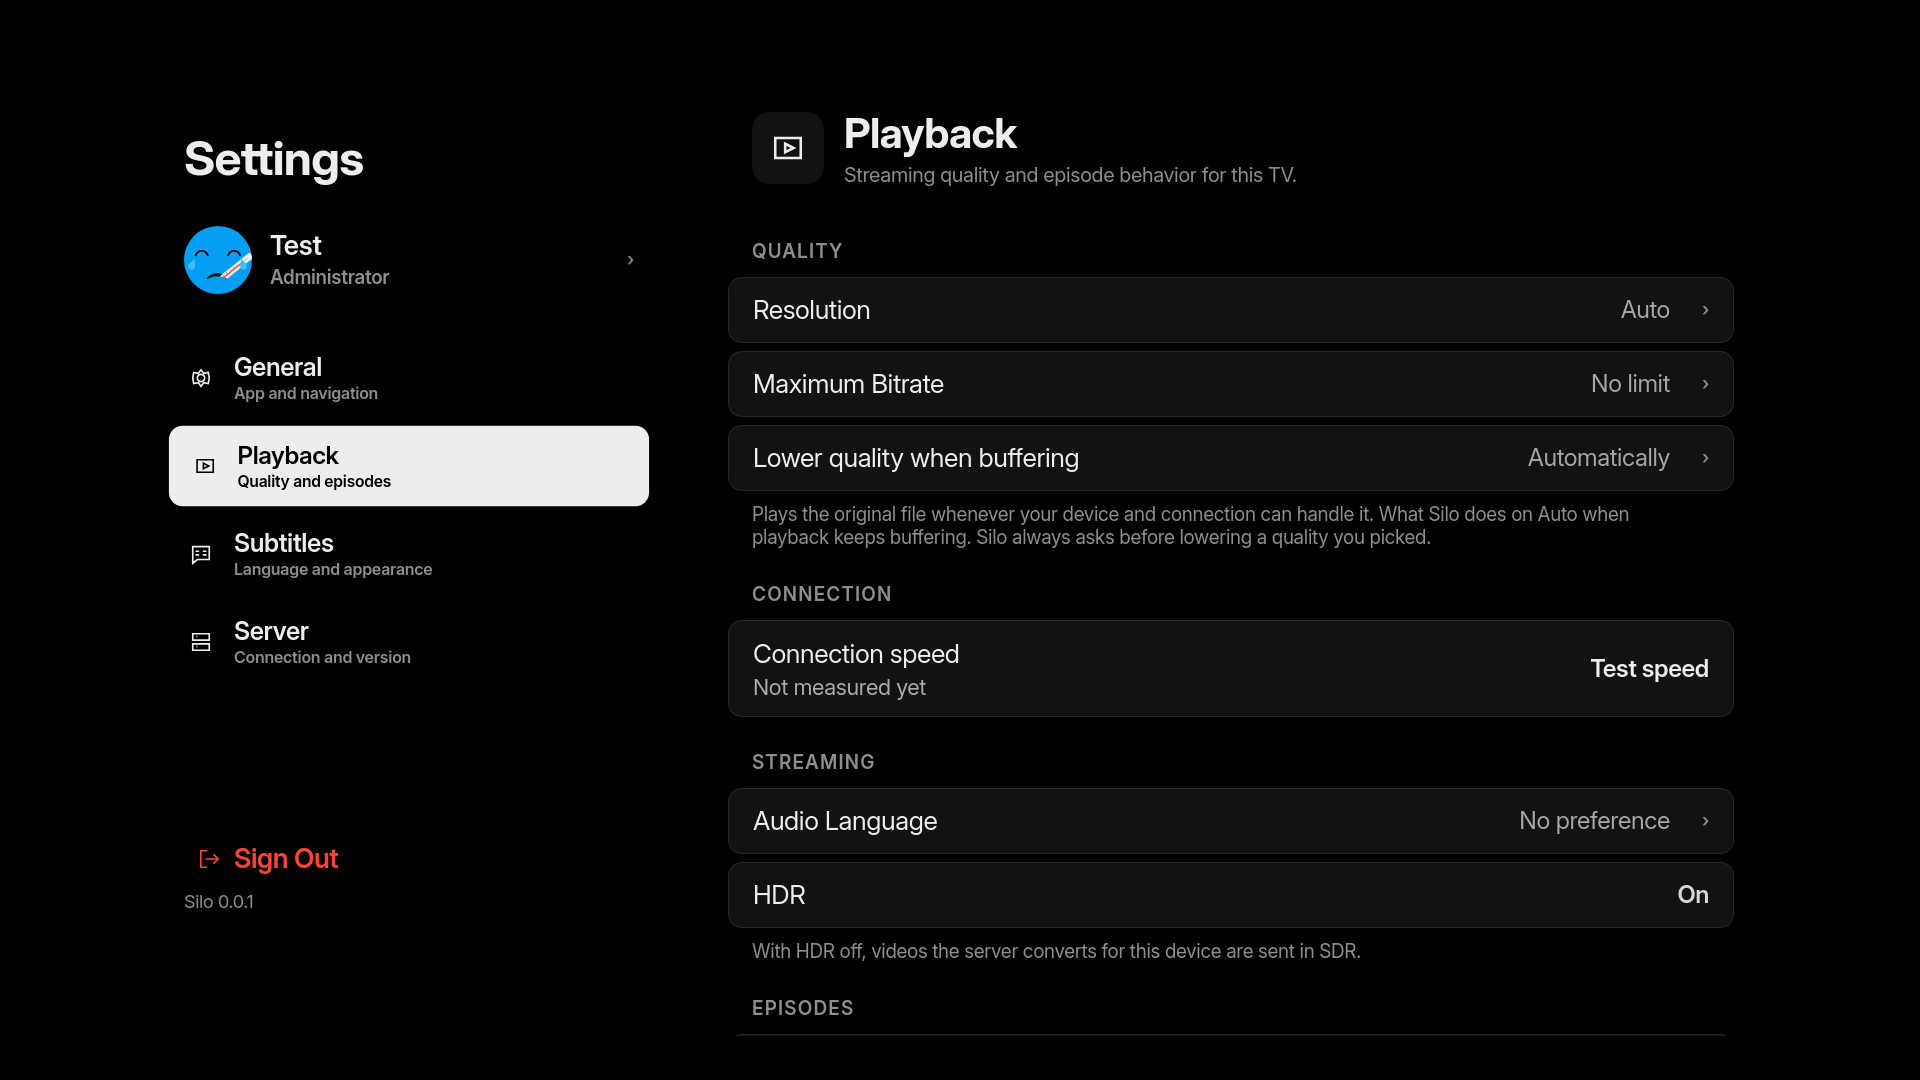 Settings
Test
Administrator
General
App and navigation
Playback
Quality and episodes
Subtitles
Language and appearance
Server
Connection and version
Sign Out
Silo 0.0.1
Playback
Streaming quality and episode behavior for this TV.
QUALITY
Resolution Auto
Maximum Bitrate No limit
Lower quality when buffering Automatically
Plays the original file whenever your device and connection can handle it. What Silo does on Auto when
playback keeps buffering. Silo always asks before lowering a quality you picked.
CONNECTION
Connection speed
Not measured yet
Test speed
STREAMING
Audio Language No preference
HDR On
With HDR off, videos the server converts for this device are sent in SDR.
EPISODES